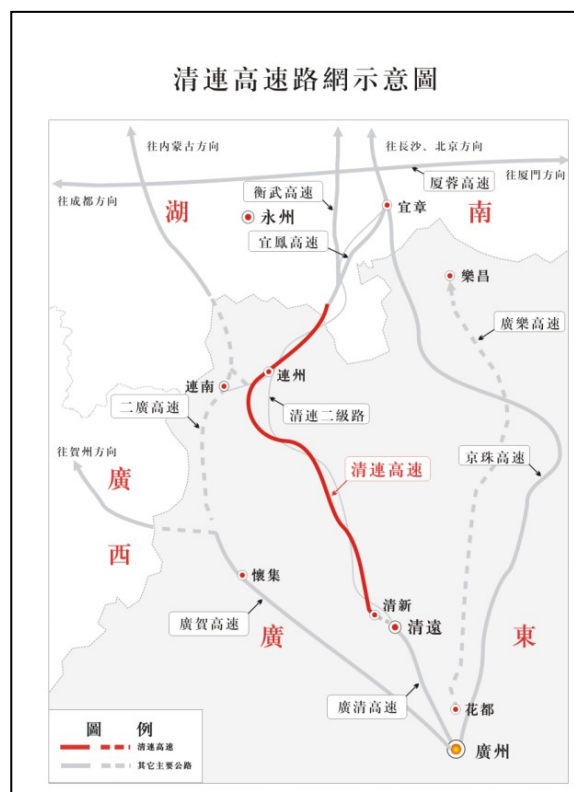 清連高速路網示意圖
往内蒙古方向
往長沙、北京方向
往成都方向
衡武高速
厦蓉高速
往厦門方向
湖
永州
宜鳳高速
宜章
南
樂昌
廣樂高速
連南
連州
二廣高速
清連二級路
往賀州方向
清連高速
京珠高速
廣
西
懷集
清新
清遠
廣賀高速
廣
東
廣清高速
花都
廣州
圖 例
清連高速
其它主要公路